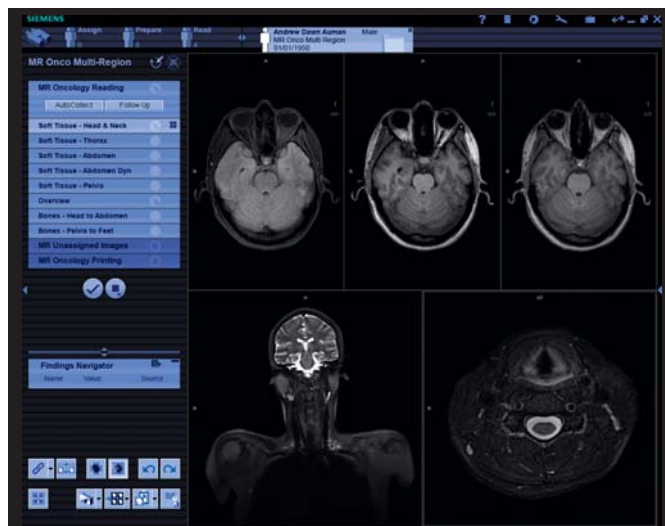 SIEMENS
Assign
Prepare
Read
Andrew Dawn Auman Male
MR Onco Multi Region
01/01/1950
MR Onco Multi-Region
MR Oncology Reading
AutoCollect Follow Up
Soft Tissue - Head & Neck
Soft Tissue - Thorax
Soft Tissue - Abdomen
Soft Tissue - Abdomen Dyn
Soft Tissue - Pelvis
Overview
Bones - Head to Abdomen
Bones - Pelvis to Feet
MR Unassigned Images
MR Oncology Printing
Findings Navigator
Name Value Source